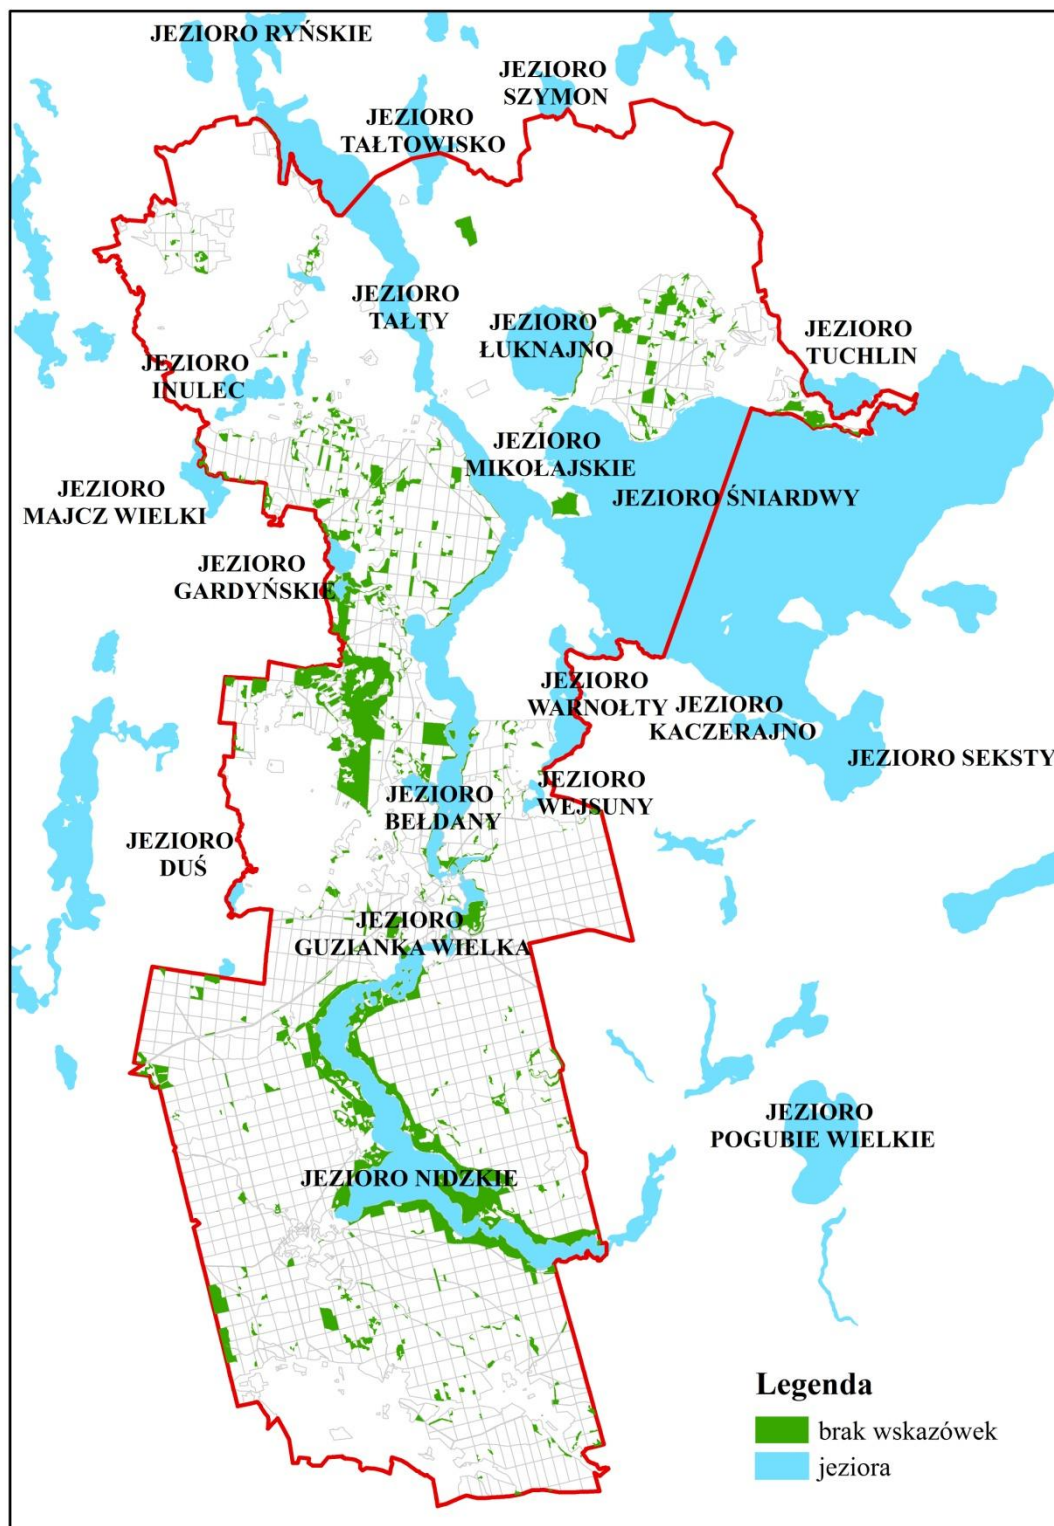 JEZIORO RYŃSKIE
JEZIORO
SZYMON
JEZIORO
TAŁTOWISKO
JEZIORO
TAŁTY
JEZIORO
ŁUKNAJNO
JEZIORO
TUCHLIN
JEZIORO
INULEC
JEZIORO
MIKOŁAJSKIE
JEZIORO ŚNIARDWY
JEZIORO
MAJCZ WIELKI
JEZIORO
GARDYŃSKIE
JEZIORO
WARNOŁTY
JEZIORO
KACZERAJNO
JEZIORO SEKSTY
JEZIORO
WEJSUNY
JEZIORO
BEŁDANY
JEZIORO
DUŚ
JEZIORO
GUZIANKA WIELKA
JEZIORO
POGUBIE WIELKIE
JEZIORO NIDZKIE
Legenda
brak wskazówek
jeziora